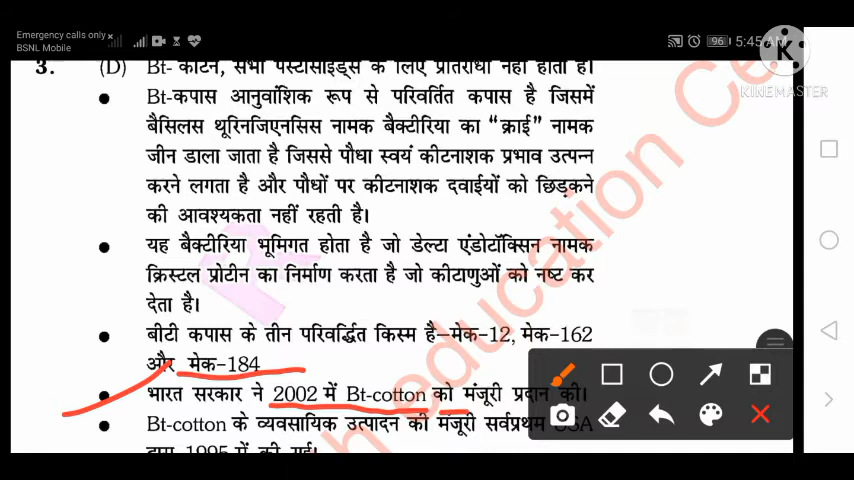 Emergency calls only
BSNL Mobile
96
5:45 AM
KINEMASTER
3. (D) Bt- कॉटन, सभी पेस्टीसाइड्स के लिए प्रतिरोधी नहीं होता है।
● Bt-कपास आनुवांशिक रूप से परिवर्तित कपास है जिसमें
बैसिलस थूरिनजिएनसिस नामक बैक्टीरिया का “क्राई” नामक
जीन डाला जाता है जिससे पौधा स्वयं कीटनाशक प्रभाव उत्पन्न
करने लगता है और पौधों पर कीटनाशक दवाईयों को छिड़कने
की आवश्यकता नहीं रहती है।
● यह बैक्टीरिया भूमिगत होता है जो डेल्टा एंडोटॉक्सिन नामक
क्रिस्टल प्रोटीन का निर्माण करता है जो कीटाणुओं को नष्ट कर
देता है।
● बीटी कपास के तीन परिवर्द्धित किस्म है–मेक–12, मेक–162
और मेक–184
● भारत सरकार ने 2002 में Bt-cotton को मंजूरी प्रदान की।
● Bt-cotton के व्यवसायिक उत्पादन की मंजूरी सर्वप्रथम USA
द्वारा 1995 में की गई।
education